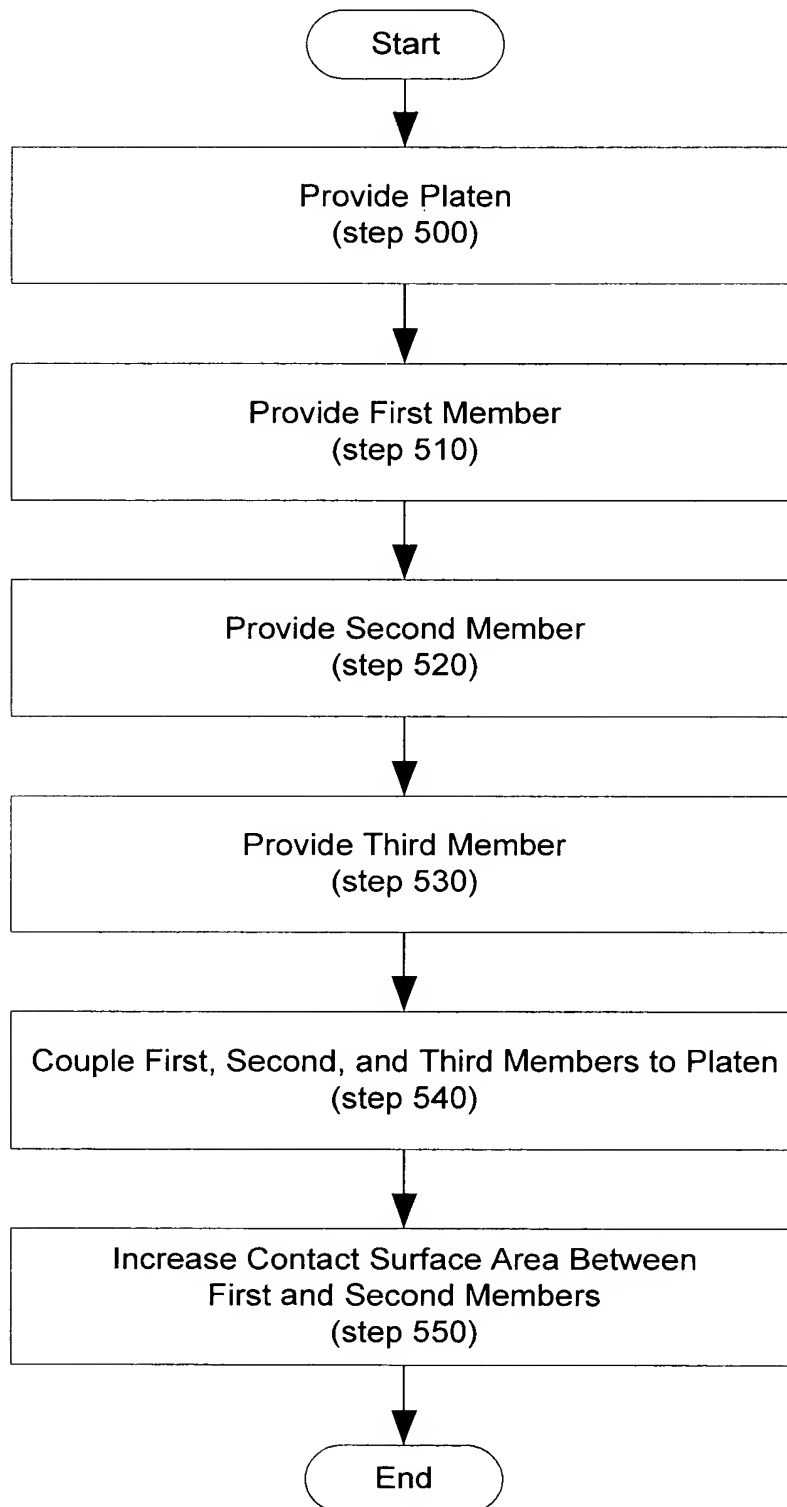 Start
Provide Platen
(step 500)
Provide First Member
(step 510)
Provide Second Member
(step 520)
Provide Third Member
(step 530)
Couple First, Second, and Third Members to Platen
(step 540)
Increase Contact Surface Area Between
First and Second Members
(step 550)
End